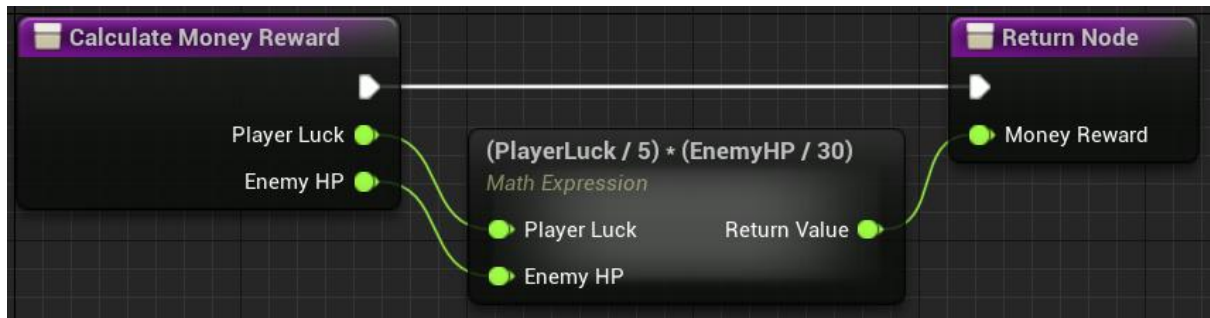 Calculate Money Reward
Player Luck
Enemy HP
(PlayerLuck / 5) * (EnemyHP / 30)
Math Expression
Player Luck
Return Value
Enemy HP
Return Node
Money Reward